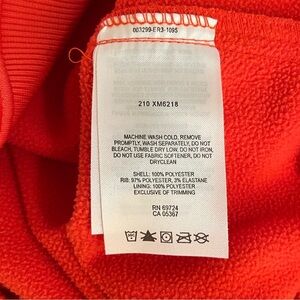 003299-ER3-1095
210 XM6218
MACHINE WASH COLD, REMOVE
PROMPTLY, WASH SEPARATELY, DO NOT
BLEACH, TUMBLE DRY LOW, DO NOT IRON,
DO NOT USE FABRIC SOFTENER, DO NOT
DRYCLEAN
SHELL: 100% POLYESTER
RIB: 97% POLYESTER, 3% ELASTANE
LINING: 100% POLYESTER
EXCLUSIVE OF TRIMMING
RN 69724
CA 05367